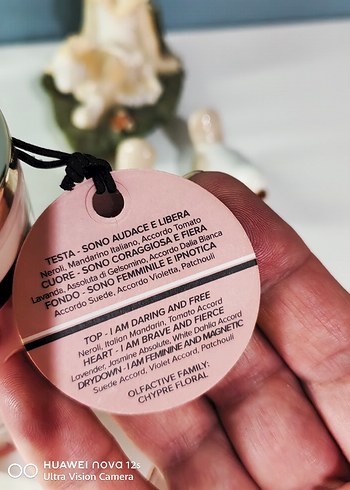 TESTA - SONO AUDACE E LIBERA
Neroli, Mandarino Italiano, Accordo Tomato
CUORE - SONO CORAGGIOSA E FIERA
Lavanda, Assoluta di Gelsomino, Accordo Dalia Bianca
FONDO - SONO FEMMINILE E IPNOTICA
Accordo Suede, Accordo Violetta, Patchouli
TOP - I AM DARING AND FREE
Neroli, Italian Mandarin, Tomato Accord
HEART - I AM BRAVE AND FIERCE
Lavender, Jasmine Absolute, White Dahlia Accord
DRYDOWN - I AM FEMININE AND MAGNETIC
Suede Accord, Violet Accord, Patchouli
OLFACTIVE FAMILY:
CHYPRE FLORAL
HUAWEI nova 12s
Ultra Vision Camera